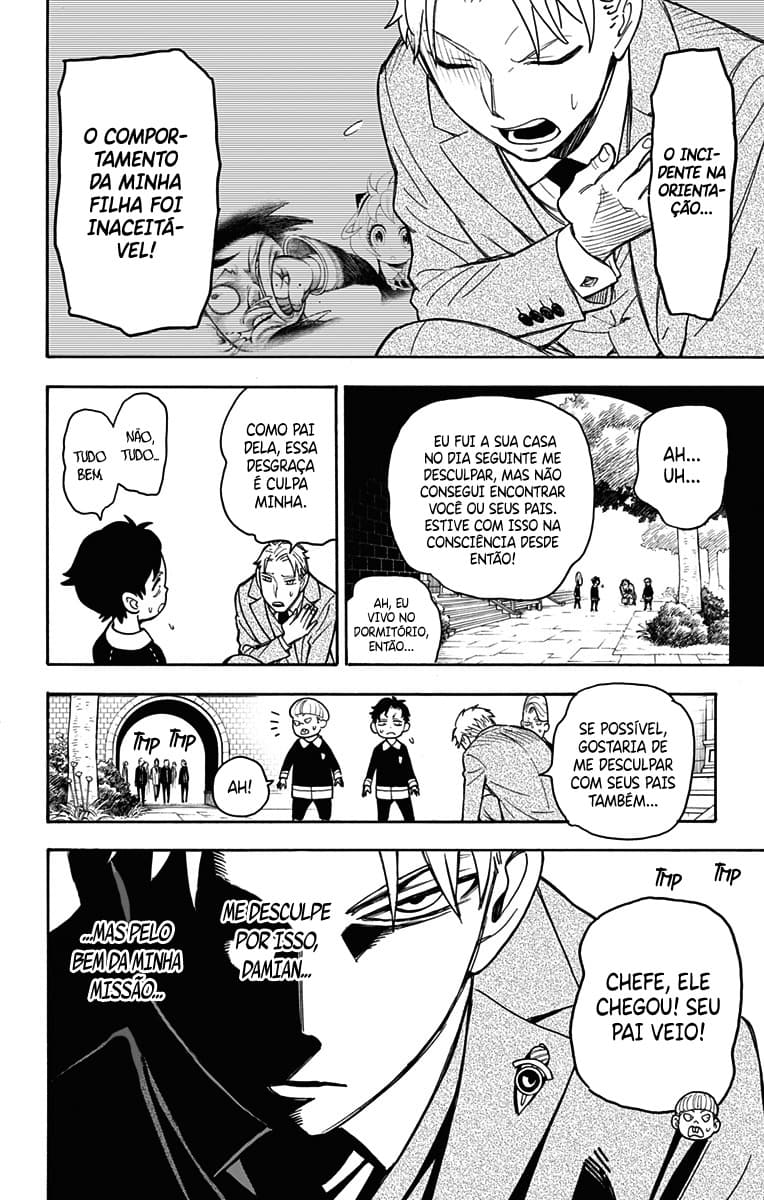 O INCI-
DENTE NA
ORIENTA-
ÇÃO...
O COMPOR-
TAMENTO
DA MINHA
FILHA FOI
INACEITÁ-
VEL!
AH...
UH...
EU FUI A SUA CASA
NO DIA SEGUINTE ME
DESCULPAR, MAS NÃO
CONSEGUI ENCONTRAR
VOCÊ OU SEUS PAIS.
ESTIVE COM ISSO NA
CONSCIÊNCIA DESDE
ENTÃO!
AH, EU
VIVO NO
DORMITÓRIO,
ENTÃO...
COMO PAI
DELA, ESSA
DESGRAÇA
É CULPA
MINHA.
NÃO,
TUDO...
TUDO
BEM.
SE POSSÍVEL,
GOSTARIA DE
ME DESCULPAR
COM SEUS PAIS
TAMBÉM...
AH!
TMP TMP
TMP TMP
CHEFE, ELE
CHEGOU! SEU
PAI VEIO!
ME DESCULPE
POR ISSO,
DAMIAN...
...MAS PELO
BEM DA MINHA
MISSÃO...